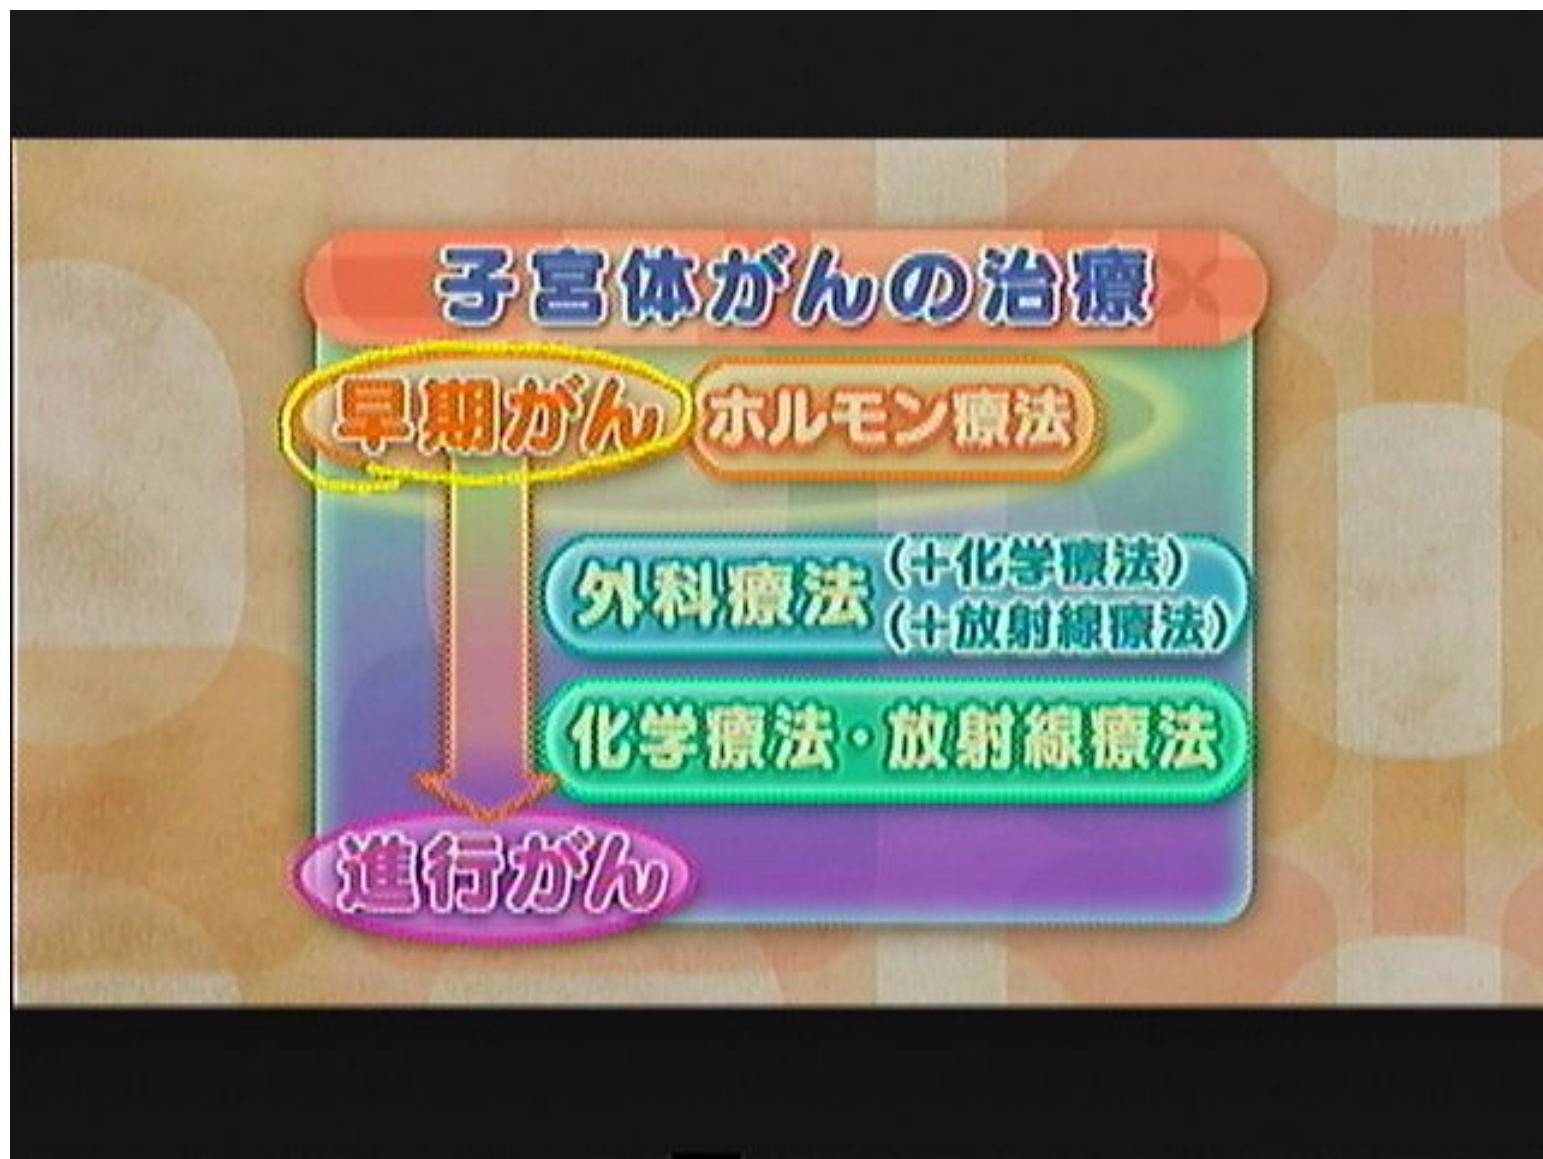 子宮体がんの治療
早期がん ホルモン療法
外科療法 (+化学療法)
(+放射線療法)
化学療法・放射線療法
進行がん